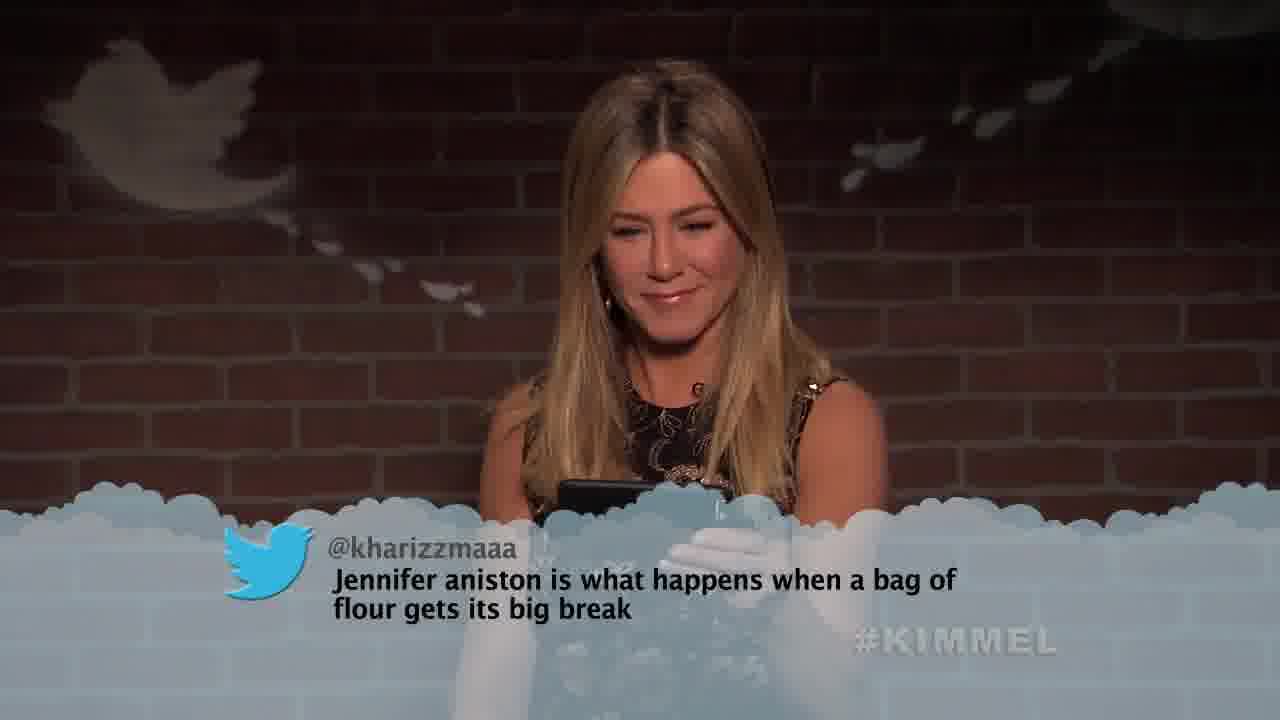 @kharizzmaaa
Jennifer aniston is what happens when a bag of
flour gets its big break
#KIMMEL